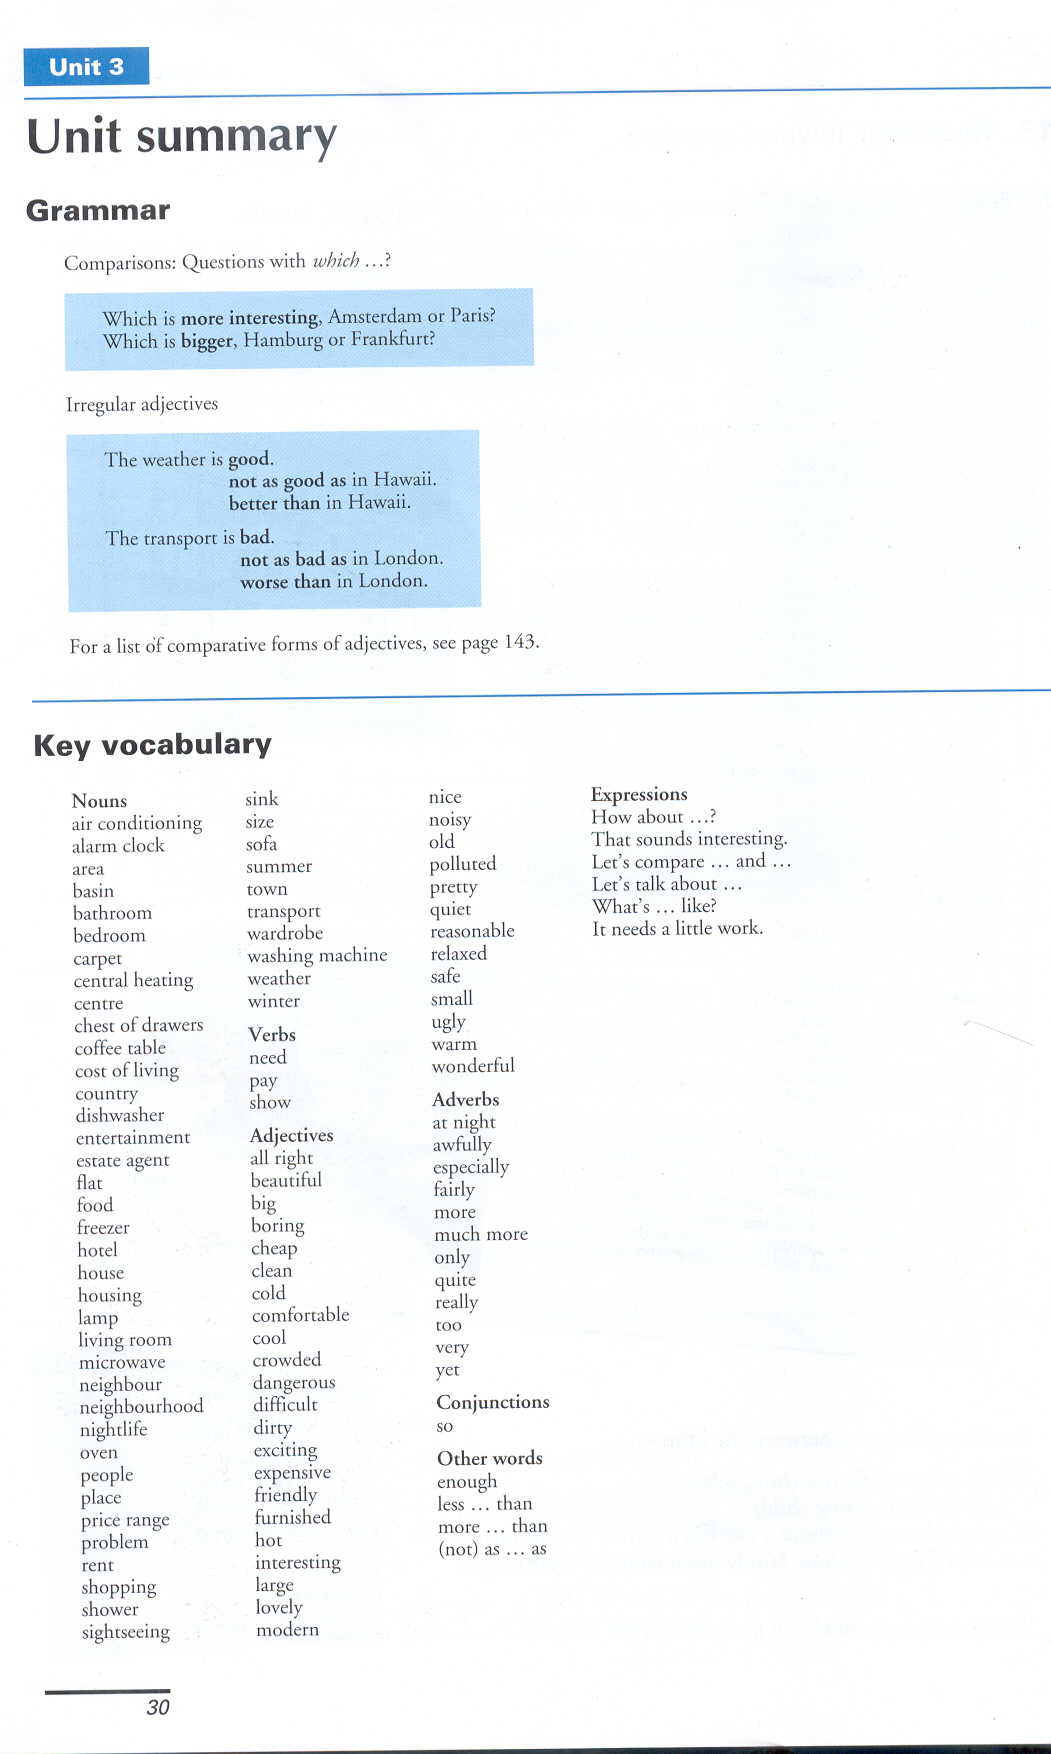 Unit 3
Unit summary
Grammar
Comparisons: Questions with which ...?
Which is more interesting, Amsterdam or Paris?
Which is bigger, Hamburg or Frankfurt?
Irregular adjectives
The weather is good.
not as good as in Hawaii.
better than in Hawaii.
The transport is bad.
not as bad as in London.
worse than in London.
For a list of comparative forms of adjectives, see page 143.
Key vocabulary
Nouns
air conditioning
alarm clock
area
basin
bathroom
bedroom
carpet
central heating
centre
chest of drawers
coffee table
cost of living
country
dishwasher
entertainment
estate agent
flat
food
freezer
hotel
house
housing
lamp
living room
microwave
neighbour
neighbourhood
nightlife
oven
people
place
price range
problem
rent
shopping
shower
sightseeing
sink
size
sofa
summer
town
transport
wardrobe
washing machine
weather
winter
Verbs
need
pay
show
Adjectives
all right
beautiful
big
boring
cheap
clean
cold
comfortable
cool
crowded
dangerous
difficult
dirty
exciting
expensive
friendly
furnished
hot
interesting
large
lovely
modern
nice
noisy
old
polluted
pretty
quiet
reasonable
relaxed
safe
small
ugly
warm
wonderful
Adverbs
at night
awfully
especially
fairly
more
much more
only
quite
really
too
very
yet
Conjunctions
so
Other words
enough
less ... than
more ... than
(not) as ... as
Expressions
How about ...?
That sounds interesting.
Let's compare ... and ...
Let's talk about ...
What's ... like?
It needs a little work.
30